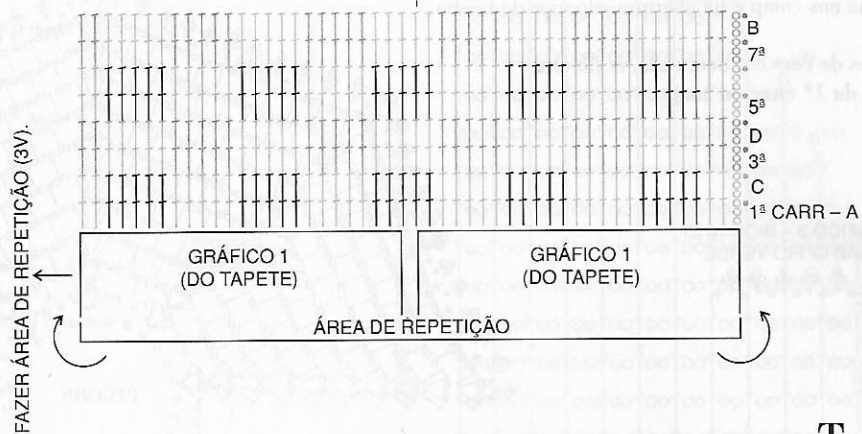 B
7ª
5ª
D
3ª
C
1ª CARR – A
FAZER ÁREA DE REPETIÇÃO (3V).
GRÁFICO 1
(DO TAPETE)
GRÁFICO 1
(DO TAPETE)
ÁREA DE REPETIÇÃO
T